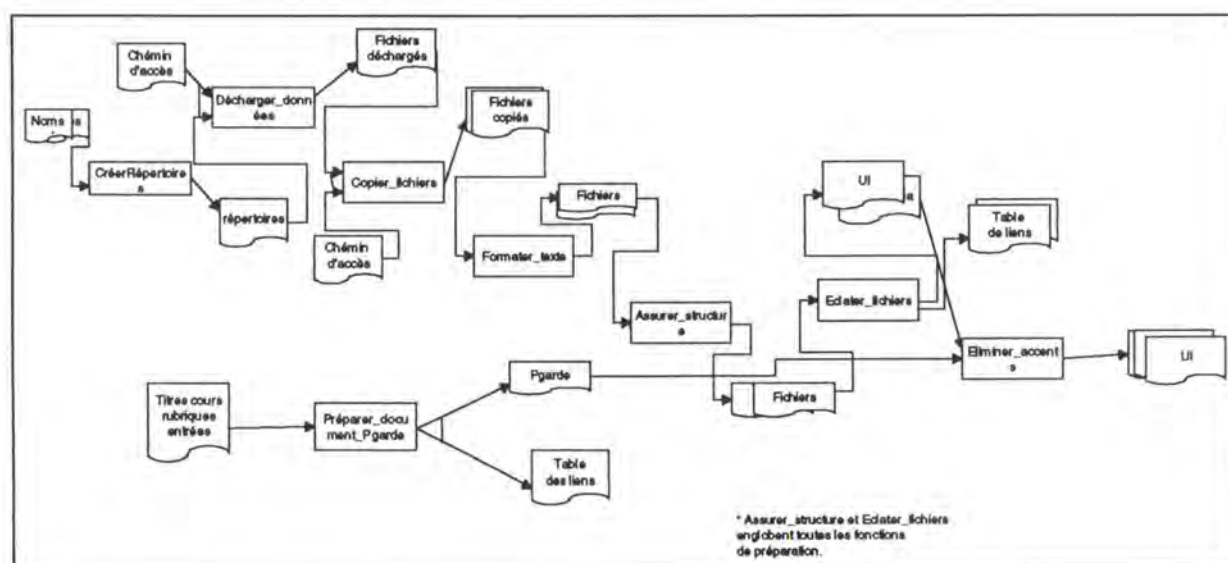 Chémin
d'accès
Fichiers
déchargés
Décharger_donn
ées
Noms
s
CréerRépertoire
s
répertoires
Chémin
d'accès
Copier_fichiers
Fichiers
copiés
Formater_texte
Fichiers
Assurer_structur
e
Fichiers
UI
Table
de liens
Eclater_fichiers
Eliminer_accent
s
UI
Titres cours
rubriques
entrées
Préparer_docu
ment_Pgarde
Pgarde
Table
des liens
* Assurer_structure et Eclater_fichiers
englobent toutes les fonctions
de préparation.